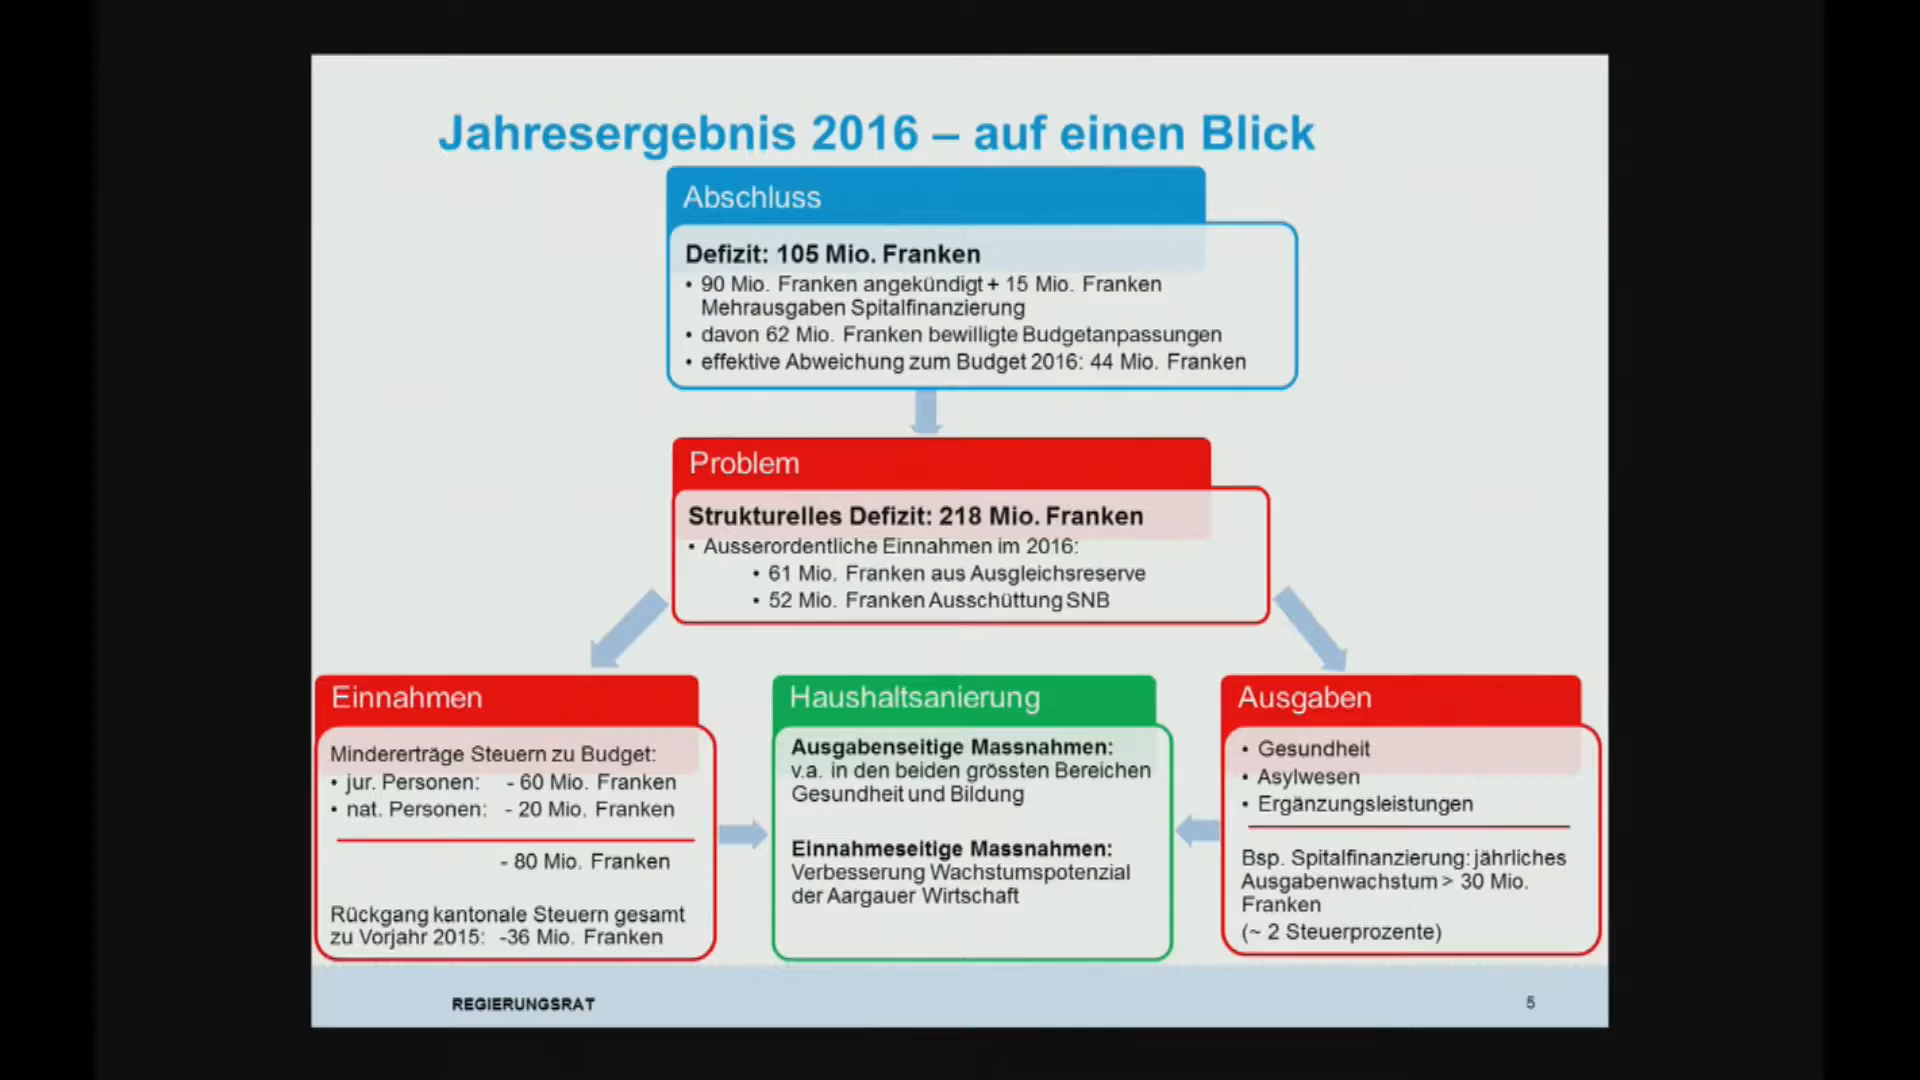 Jahresergebnis 2016 – auf einen Blick
Abschluss
Defizit: 105 Mio. Franken
• 90 Mio. Franken angekündigt + 15 Mio. Franken
Mehrausgaben Spitalfinanzierung
• davon 62 Mio. Franken bewilligte Budgetanpassungen
• effektive Abweichung zum Budget 2016: 44 Mio. Franken
Problem
Strukturelles Defizit: 218 Mio. Franken
• Ausserordentliche Einnahmen im 2016:
• 61 Mio. Franken aus Ausgleichsreserve
• 52 Mio. Franken Ausschüttung SNB
Einnahmen
Mindererträge Steuern zu Budget:
• jur. Personen: - 60 Mio. Franken
• nat. Personen: - 20 Mio. Franken
- 80 Mio. Franken
Rückgang kantonale Steuern gesamt
zu Vorjahr 2015: -36 Mio. Franken
Haushaltsanierung
Ausgabenseitige Massnahmen:
v.a. in den beiden grössten Bereichen
Gesundheit und Bildung
Einnahmeseitige Massnahmen:
Verbesserung Wachstumspotenzial
der Aargauer Wirtschaft
Ausgaben
• Gesundheit
• Asylwesen
• Ergänzungsleistungen
Bsp. Spitalfinanzierung: jährliches
Ausgabenwachstum > 30 Mio.
Franken
(~ 2 Steuerprozente)
REGIERUNGSRAT
5